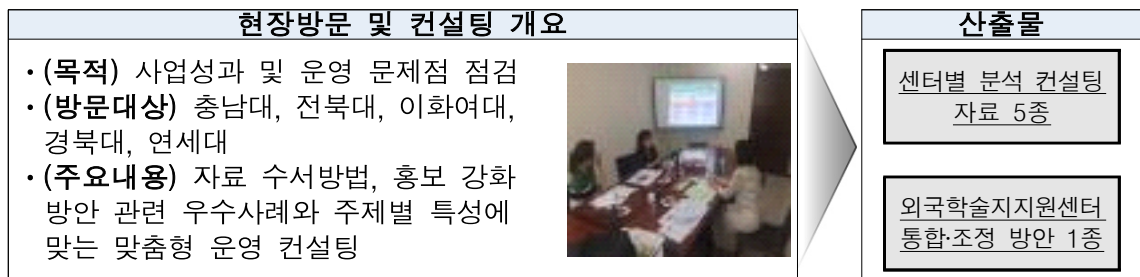 현장방문 및 컨설팅 개요
• (목적) 사업성과 및 운영 문제점 점검
• (방문대상) 충남대, 전북대, 이화여대,
경북대, 연세대
• (주요내용) 자료 수서방법, 홍보 강화
방안 관련 우수사례와 주제별 특성에
맞는 맞춤형 운영 컨설팅
산출물
센터별 분석 컨설팅
자료 5종
외국학술지지원센터
통합·조정 방안 1종